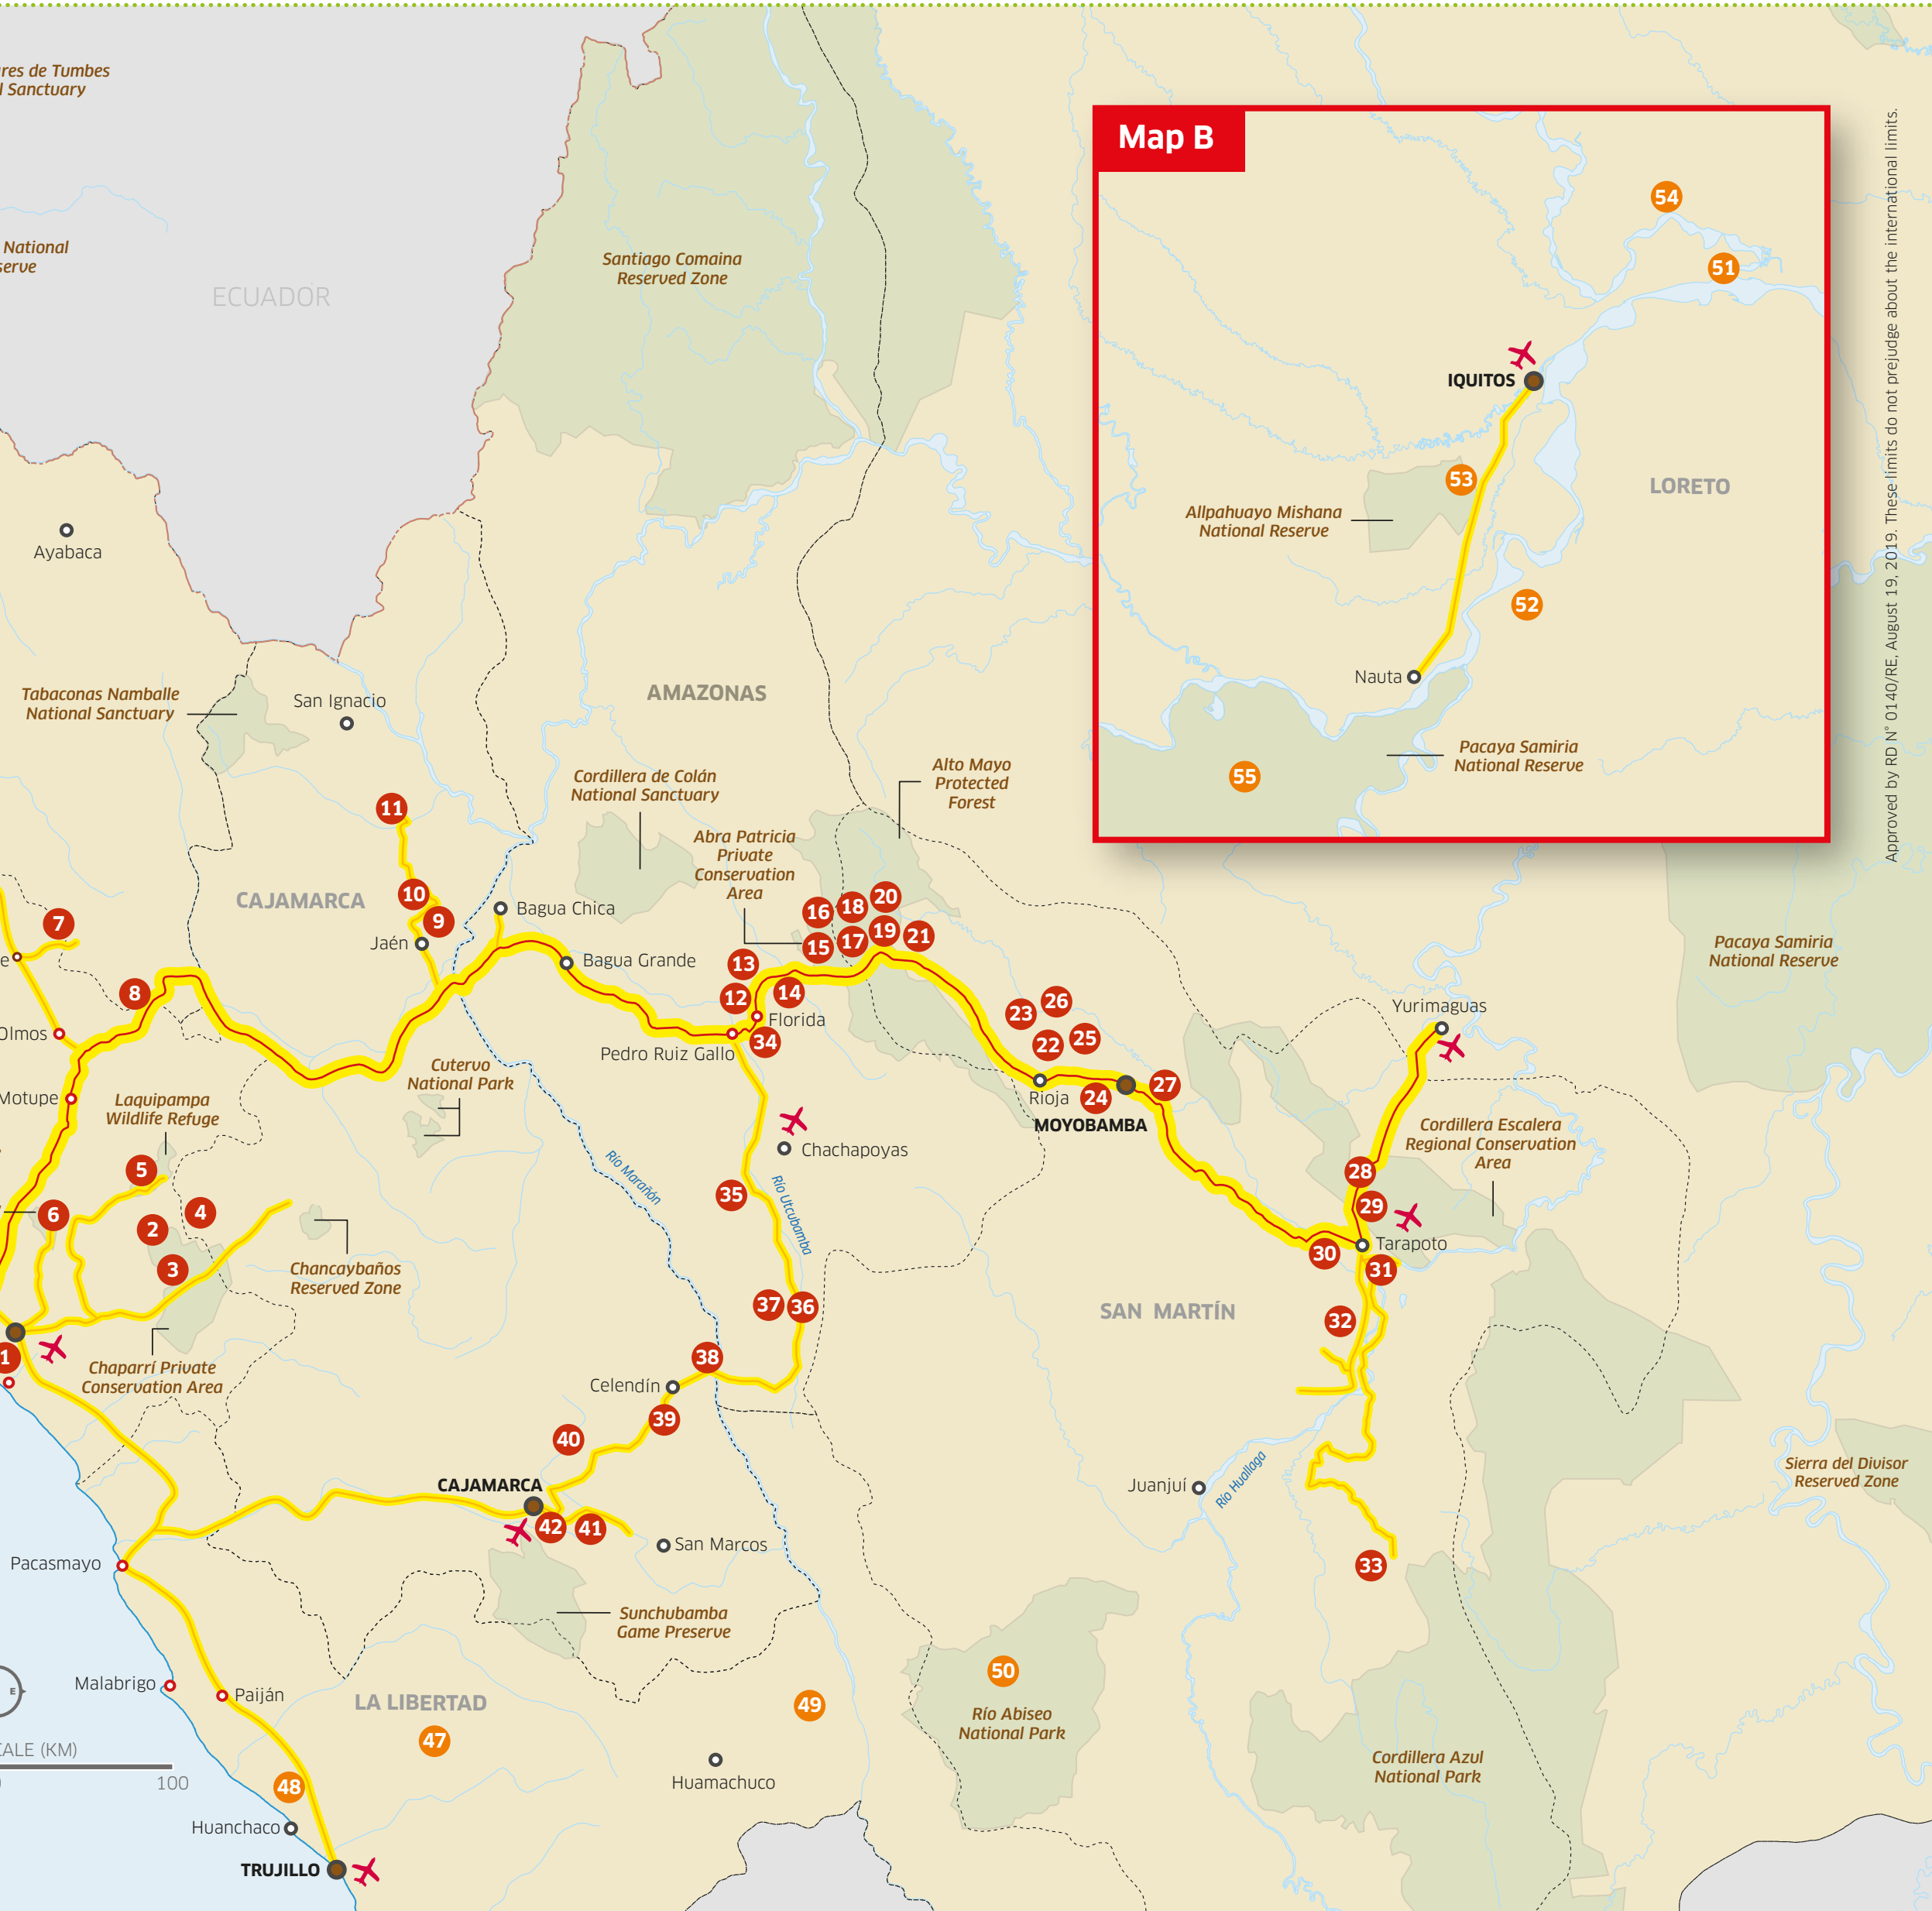 res de Tumbes
l Sanctuary
National
serve
ECUADOR
Santiago Comaina
Reserved Zone
Ayabaca
Tabaconas Namballe
National Sanctuary
San Ignacio
AMAZONAS
Cordillera de Colán
National Sanctuary
Alto Mayo
Protected
Forest
Abra Patricia
Private
Conservation
Area
Map B
54
51
IQUITOS
53
LORETO
Allpahuayo Mishana
National Reserve
52
Nauta
Pacaya Samiria
National Reserve
55
Approved by RD N° 0140/RE, August 19, 2019. These limits do not prejudge about the international limits.
11
CAJAMARCA
10
9
Jaén
Bagua Chica
Bagua Grande
7
e
8
Olmos
Motupe
16
18
20
15
17
19
21
13
12
14
Florida
34
Pedro Ruiz Gallo
23
26
22
25
Rioja
24
27
MOYOBAMBA
Yurimaguas
Pacaya Samiria
National Reserve
Cutervo
National Park
Laquipampa
Wildlife Refuge
5
6
2
4
3
Chancaybaños
Reserved Zone
1
Chaparrí Private
Conservation Area
Río Marañón
Chachapoyas
35
Río Utcubamba
37
36
38
Celendín
39
40
CAJAMARCA
42
41
San Marcos
Sunchubamba
Game Preserve
Cordillera Escalera
Regional Conservation
Area
28
29
Tarapoto
30
31
SAN MARTÍN
32
Juanjuí
Río Huallaga
33
Sierra del Divisor
Reserved Zone
Pacasmayo
Malabrigo
Paiján
E
LA LIBERTAD
47
49
50
Río Abiseo
National Park
Cordillera Azul
National Park
CALE (KM)
0
100
48
Huamachuco
Huanchaco
TRUJILLO